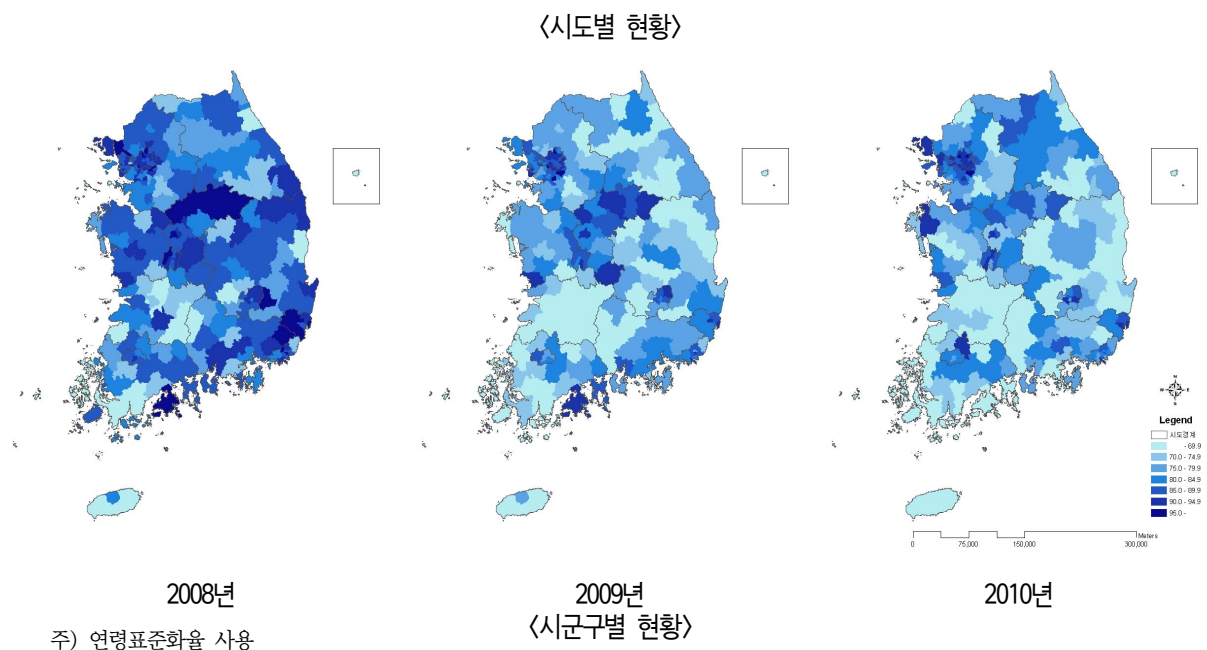 〈시도별 현황〉
N
W E
S
Legend
시도경계
- 69.9
70.0 - 74.9
75.0 - 79.9
80.0 - 84.9
85.0 - 89.9
90.0 - 94.9
95.0 -
Meters
0 75,000 150,000 300,000
2008년 2009년 2010년
〈시군구별 현황〉
주) 연령표준화율 사용